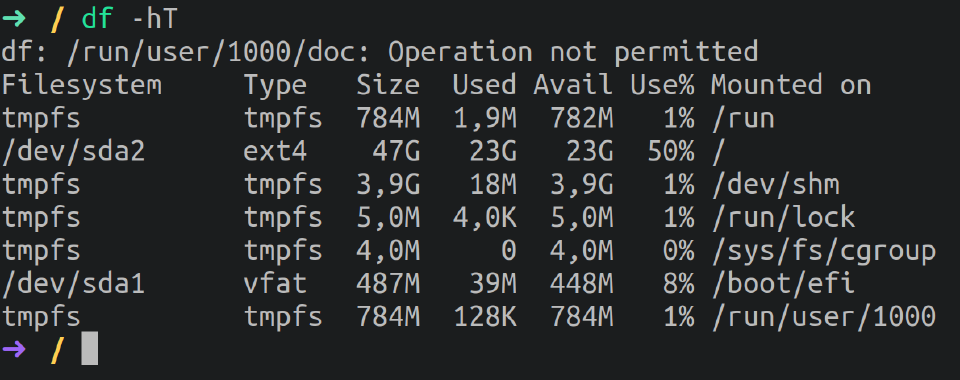 ➜ / df -hT
df: /run/user/1000/doc: Operation not permitted
Filesystem     Type   Size  Used Avail Use% Mounted on
tmpfs          tmpfs  784M  1,9M  782M   1% /run
/dev/sda2      ext4    47G   23G   23G  50% /
tmpfs          tmpfs  3,9G   18M  3,9G   1% /dev/shm
tmpfs          tmpfs  5,0M  4,0K  5,0M   1% /run/lock
tmpfs          tmpfs  4,0M     0  4,0M   0% /sys/fs/cgroup
/dev/sda1      vfat   487M   39M  448M   8% /boot/efi
tmpfs          tmpfs  784M  128K  784M   1% /run/user/1000
➜ /